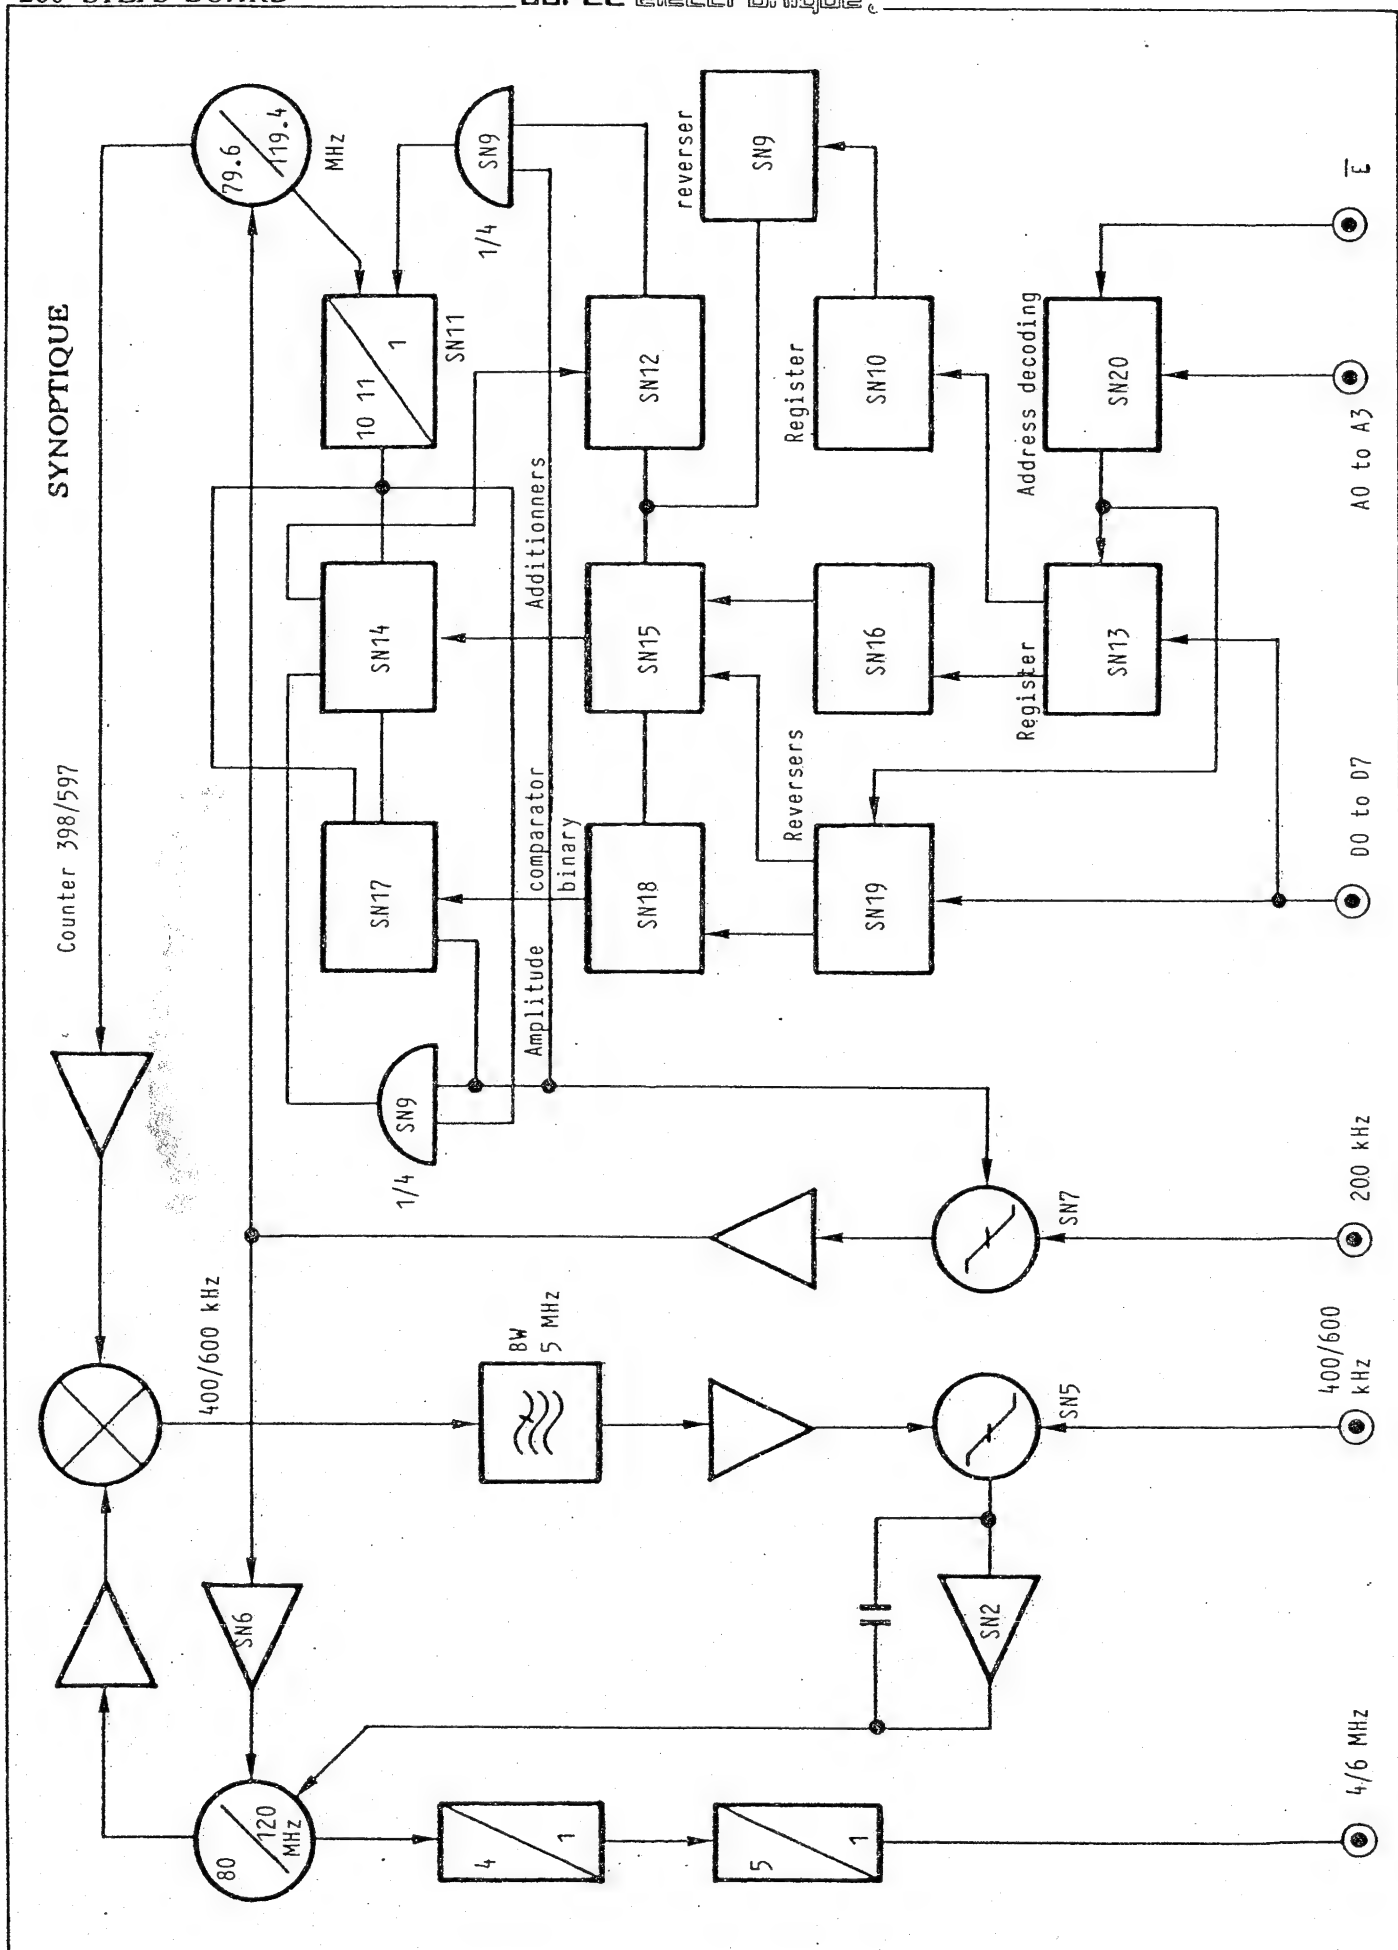 SYNOPTIQUE
Counter 398/597
79.6
119.4
MHz
10 11
1
SN11
SN9
1/4
SN14
SN17
SN9
1/4
Additionners
Amplitude comparator
binary
SN12
SN15
SN18
reverser
SN9
Register
SN10
SN16
Reversers
SN19
Address decoding
SN20
Register
SN13
E
A0 to A3
D0 to D7
400/600 kHz
BW
5 MHz
SN7
200 kHz
SN5
400/600
kHz
SN6
SN2
80
120
MHz
4
1
5
1
4/6 MHz